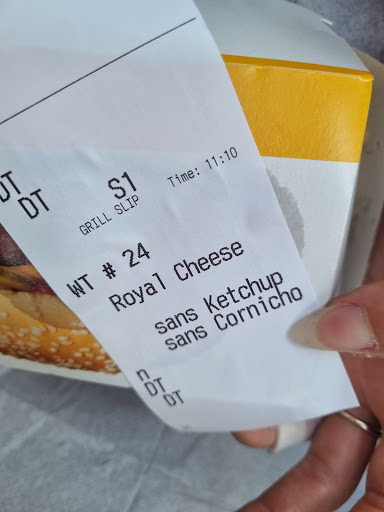 DT
DT
S1
Time: 11:10
GRILL SLIP
WT # 24
Royal Cheese
sans Ketchup
sans Cornicho
n
DT
DT